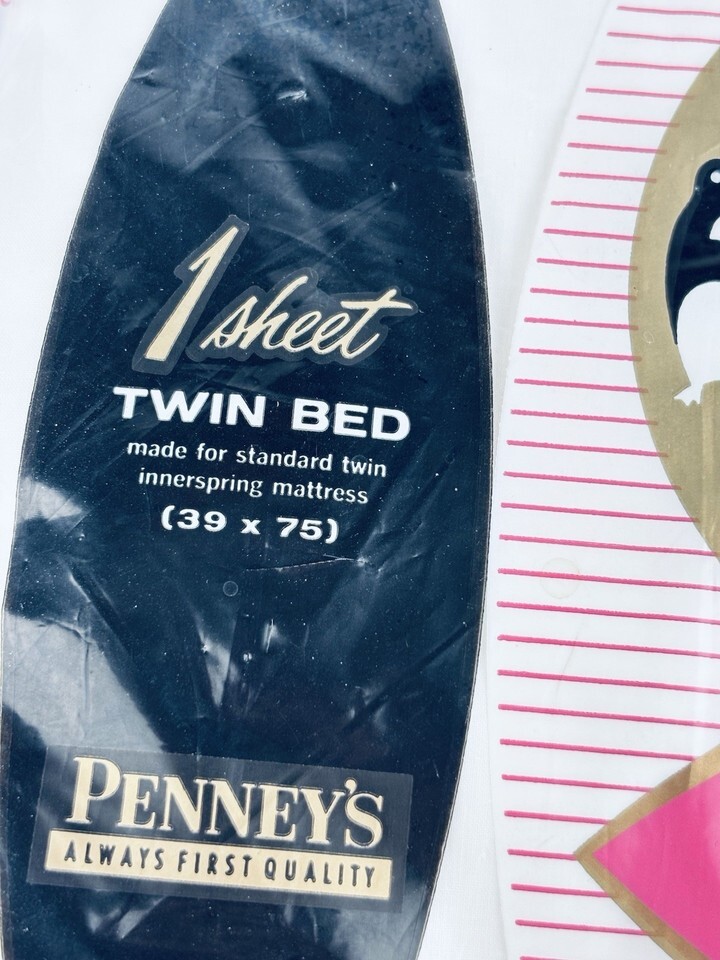 1 sheet
TWIN BED
made for standard twin
innerspring mattress
(39 x 75)
PENNEY'S
ALWAYS FIRST QUALITY